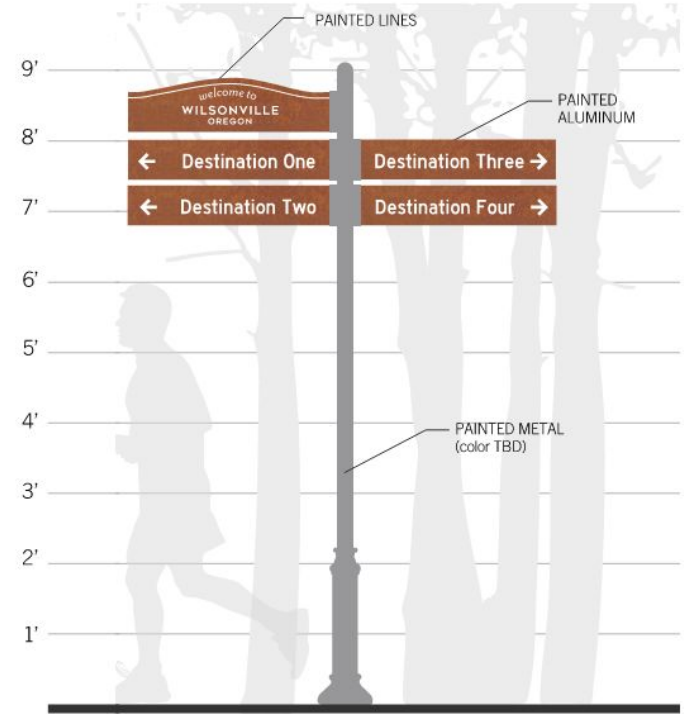 PAINTED LINES
9’
welcome to
WILSONVILLE
OREGON
PAINTED
ALUMINUM
8’
← Destination One
Destination Three →
← Destination Two
Destination Four →
7’
6’
5’
4’
PAINTED METAL
(color TBD)
3’
2’
1’